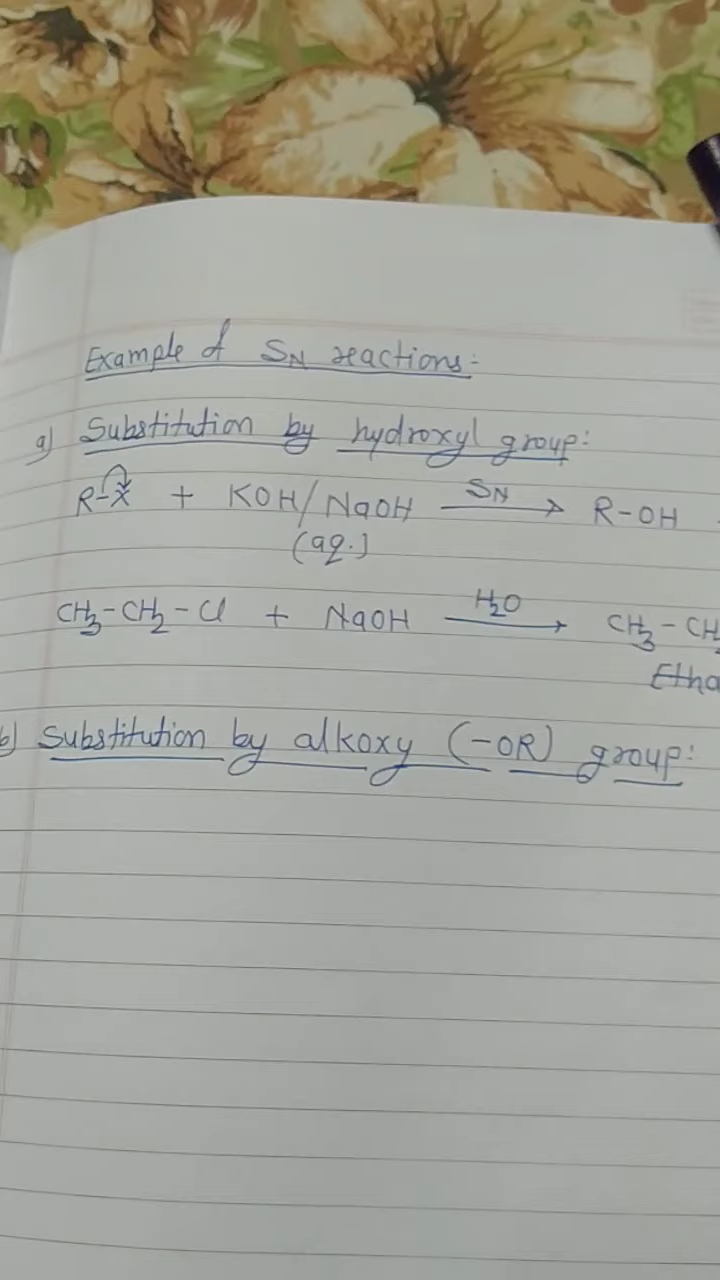 Example of SN reactions:
a) Substitution by hydroxyl group:
R-X + KOH/NaOH SN→ R-OH
(aq.)
CH3-CH2-Cl + NaOH H2O→ CH3-CH2
Etha
b) Substitution by alkoxy (-OR) group: